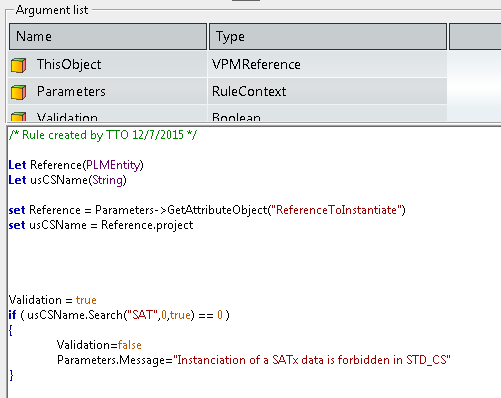 Argument list
Name Type
ThisObject VPMReference
Parameters RuleContext
Validation Boolean
/* Rule created by TTO 12/7/2015 */
Let Reference(PLMEntity)
Let usCSName(String)
set Reference = Parameters->GetAttributeObject("ReferenceToInstantiate")
set usCSName = Reference.project
Validation = true
if ( usCSName.Search("SAT",0,true) == 0 )
{
Validation=false
Parameters.Message="Instanciation of a SATx data is forbidden in STD_CS"
}